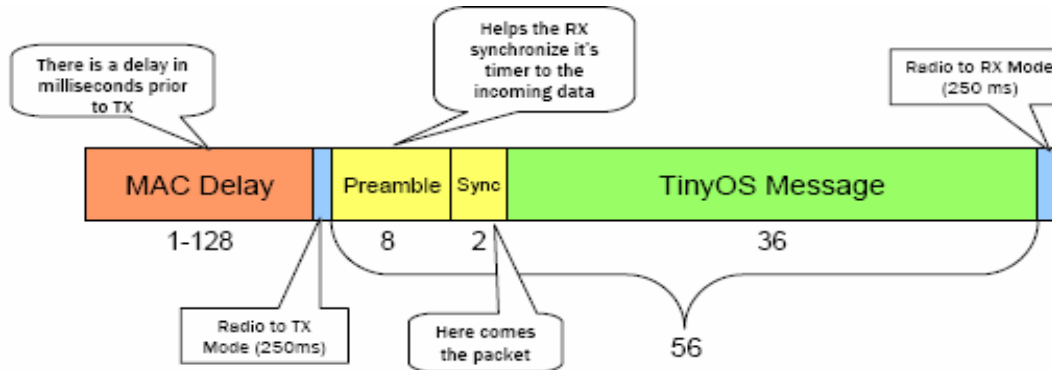 There is a delay in
milliseconds prior
to TX
Helps the RX
synchronize it's
timer to the
incoming data
Radio to RX Mode
(250 ms)
MAC Delay
Preamble
Sync
TinyOS Message
1-128
8
2
36
Radio to TX
Mode (250ms)
Here comes
the packet
56